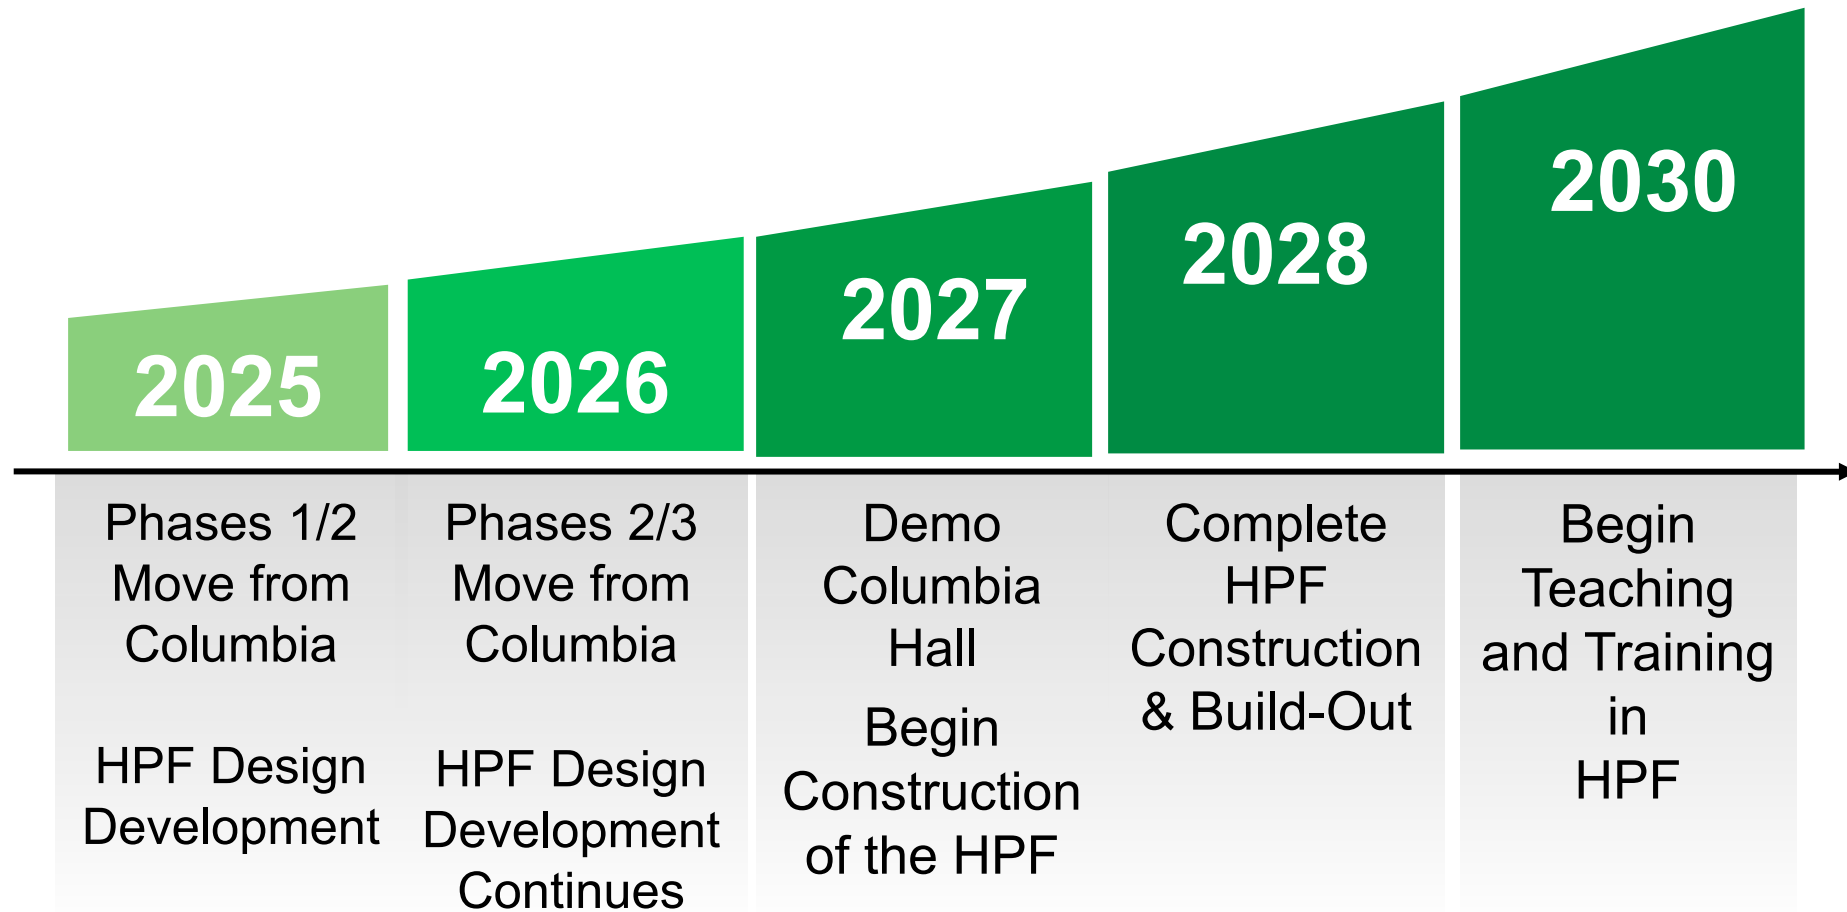 2025
Phases 1/2
Move from
Columbia
HPF Design
Development
2026
Phases 2/3
Move from
Columbia
HPF Design
Development
Continues
2027
Demo
Columbia
Hall
Begin
Construction
of the HPF
2028
Complete
HPF
Construction
& Build-Out
2030
Begin
Teaching
and Training
in
HPF